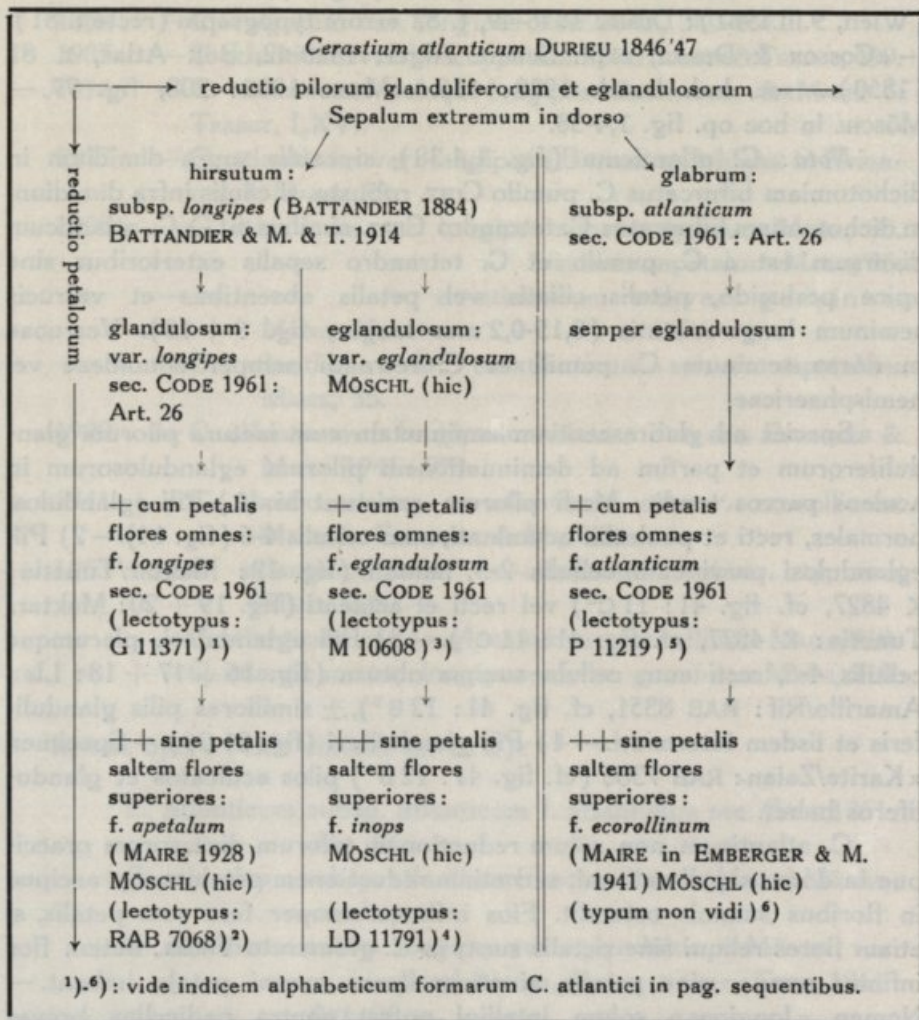 Cerastium atlanticum DURIEU 1846'47
reductio pilorum glanduliferorum et eglandulosorum
Sepalum extremum in dorso
reductio petalorum
hirsutum:
subsp. longipes (BATTANDIER 1884)
BATTANDIER & M. & T. 1914
glabrum:
subsp. atlanticum
sec. CODE 1961: Art. 26
glandulosum:
var. longipes
sec. CODE 1961:
Art. 26
eglandulosum:
var. eglandulosum
MÖSCHL (hic)
semper eglandulosum:
+ cum petalis
flores omnes:
f. longipes
sec. CODE 1961
(lectotypus:
G 11371) ¹)
+ cum petalis
flores omnes:
f. eglandulosum
sec. CODE 1961
(lectotypus:
M 10608) ³)
+ cum petalis
flores omnes:
f. atlanticum
sec. CODE 1961
(lectotypus:
P 11219) ⁵)
++ sine petalis
saltem flores
superiores:
f. apetalum
(MAIRE 1928)
MÖSCHL (hic)
(lectotypus:
RAB 7068) ²)
++ sine petalis
saltem flores
superiores:
f. inops
MÖSCHL (hic)
(lectotypus:
LD 11791) ⁴)
++ sine petalis
saltem flores
superiores:
f. ecorollinum
(MAIRE in EMBERGER & M.
1941) MÖSCHL (hic)
(typum non vidi) ⁶)
¹)-⁶): vide indicem alphabeticum formarum C. atlantici in pag. sequentibus.